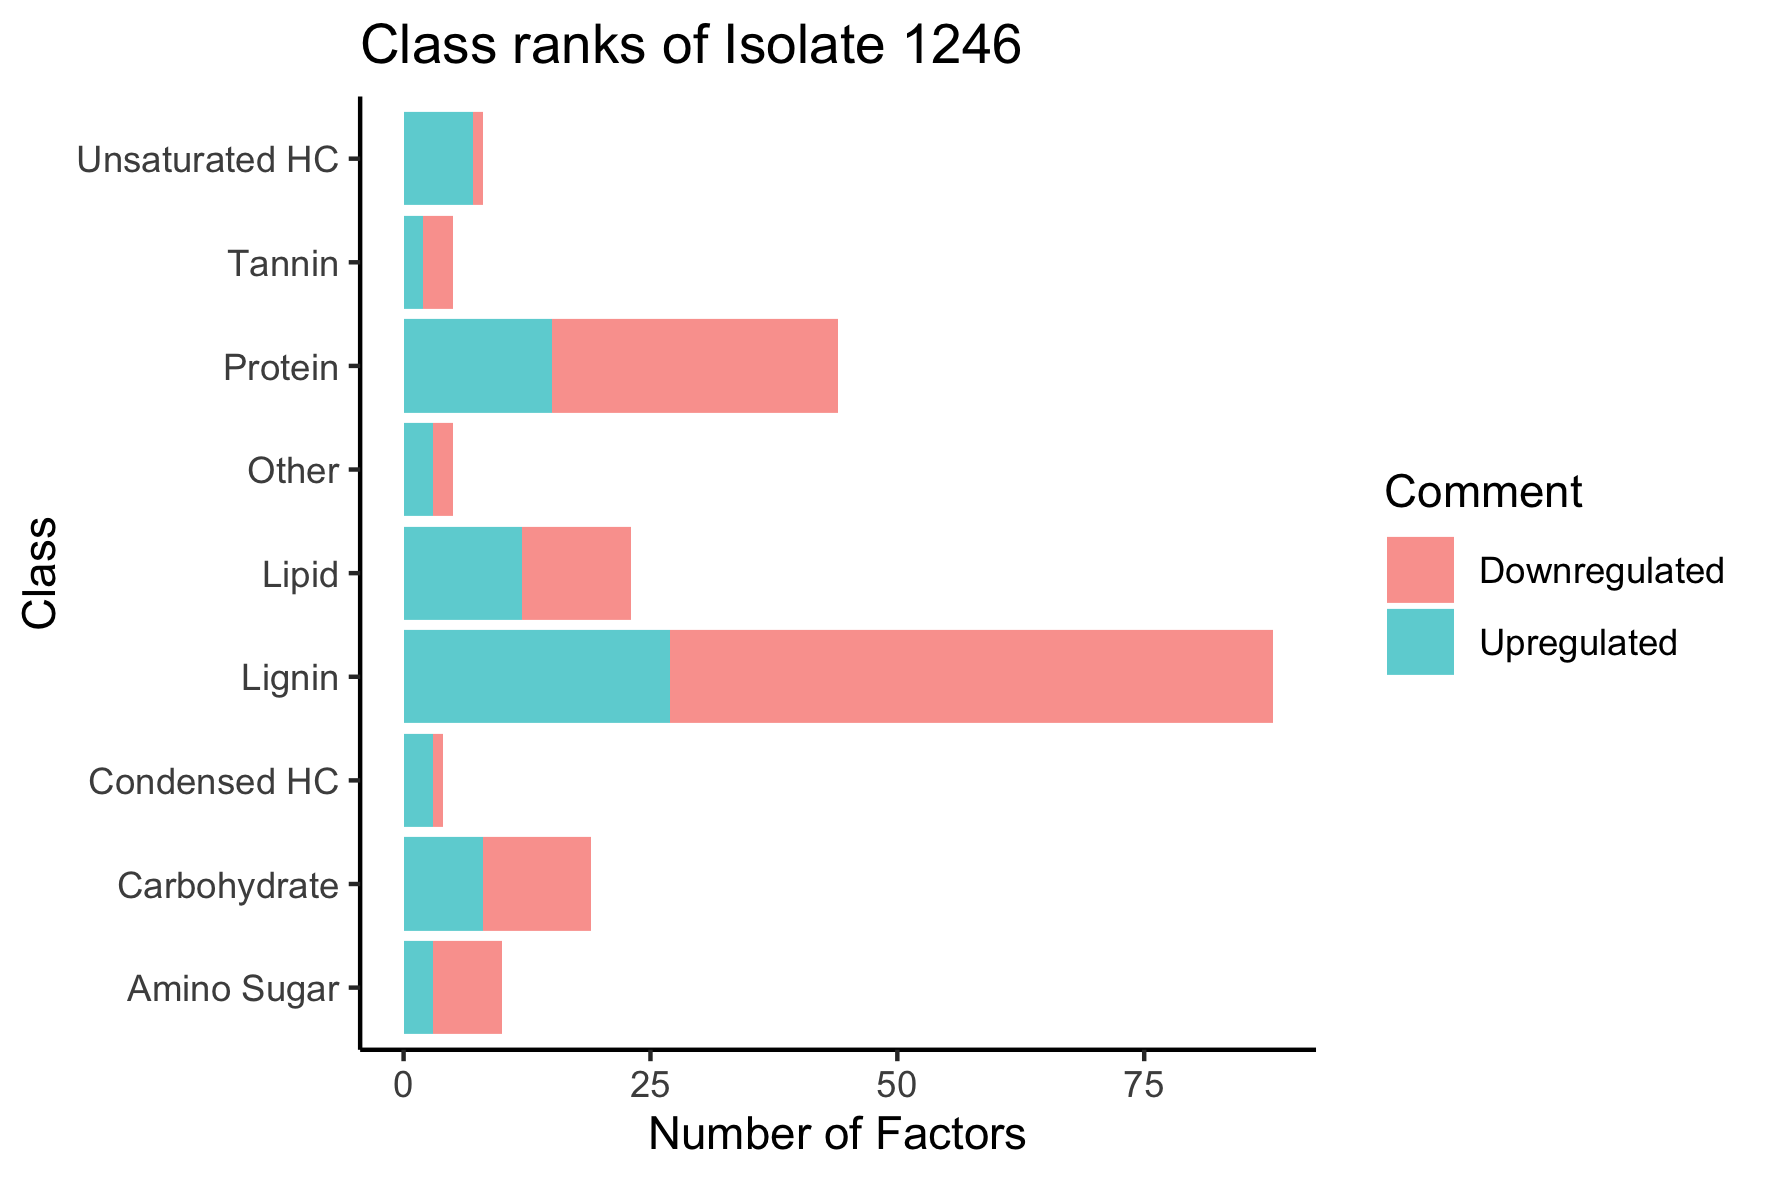 Class ranks of Isolate 1246
Unsaturated HC
Tannin
Protein
Other
Lipid
Lignin
Condensed HC
Carbohydrate
Amino Sugar
Class
0 25 50 75
Number of Factors
Comment
Downregulated
Upregulated